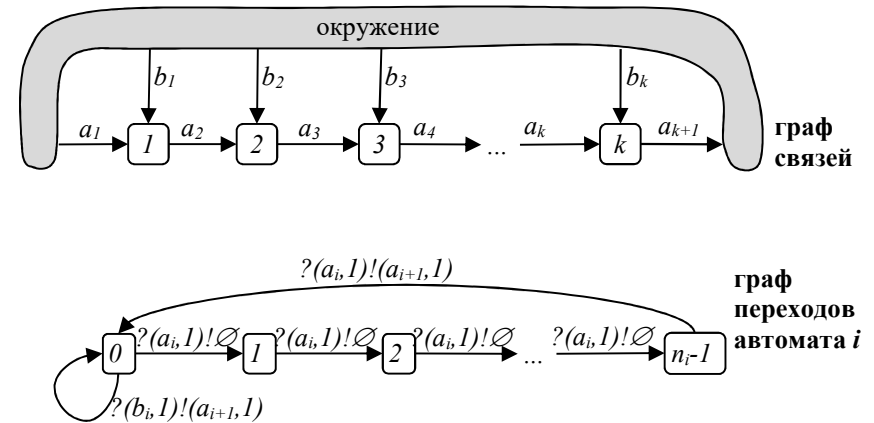 окружение
b₁ b₂ b₃ bₖ
a₁ 1 a₂ 2 a₃ 3 a₄ ... aₖ k aₖ₊₁
граф
связей
?(aᵢ,1)!(aᵢ₊₁,1)
граф
переходов
автомата i
?(aᵢ,1)!∅ ?(aᵢ,1)!∅ ?(aᵢ,1)!∅ ?(aᵢ,1)!∅
0 1 2 ... nᵢ-1
?(bᵢ,1)!(aᵢ₊₁,1)